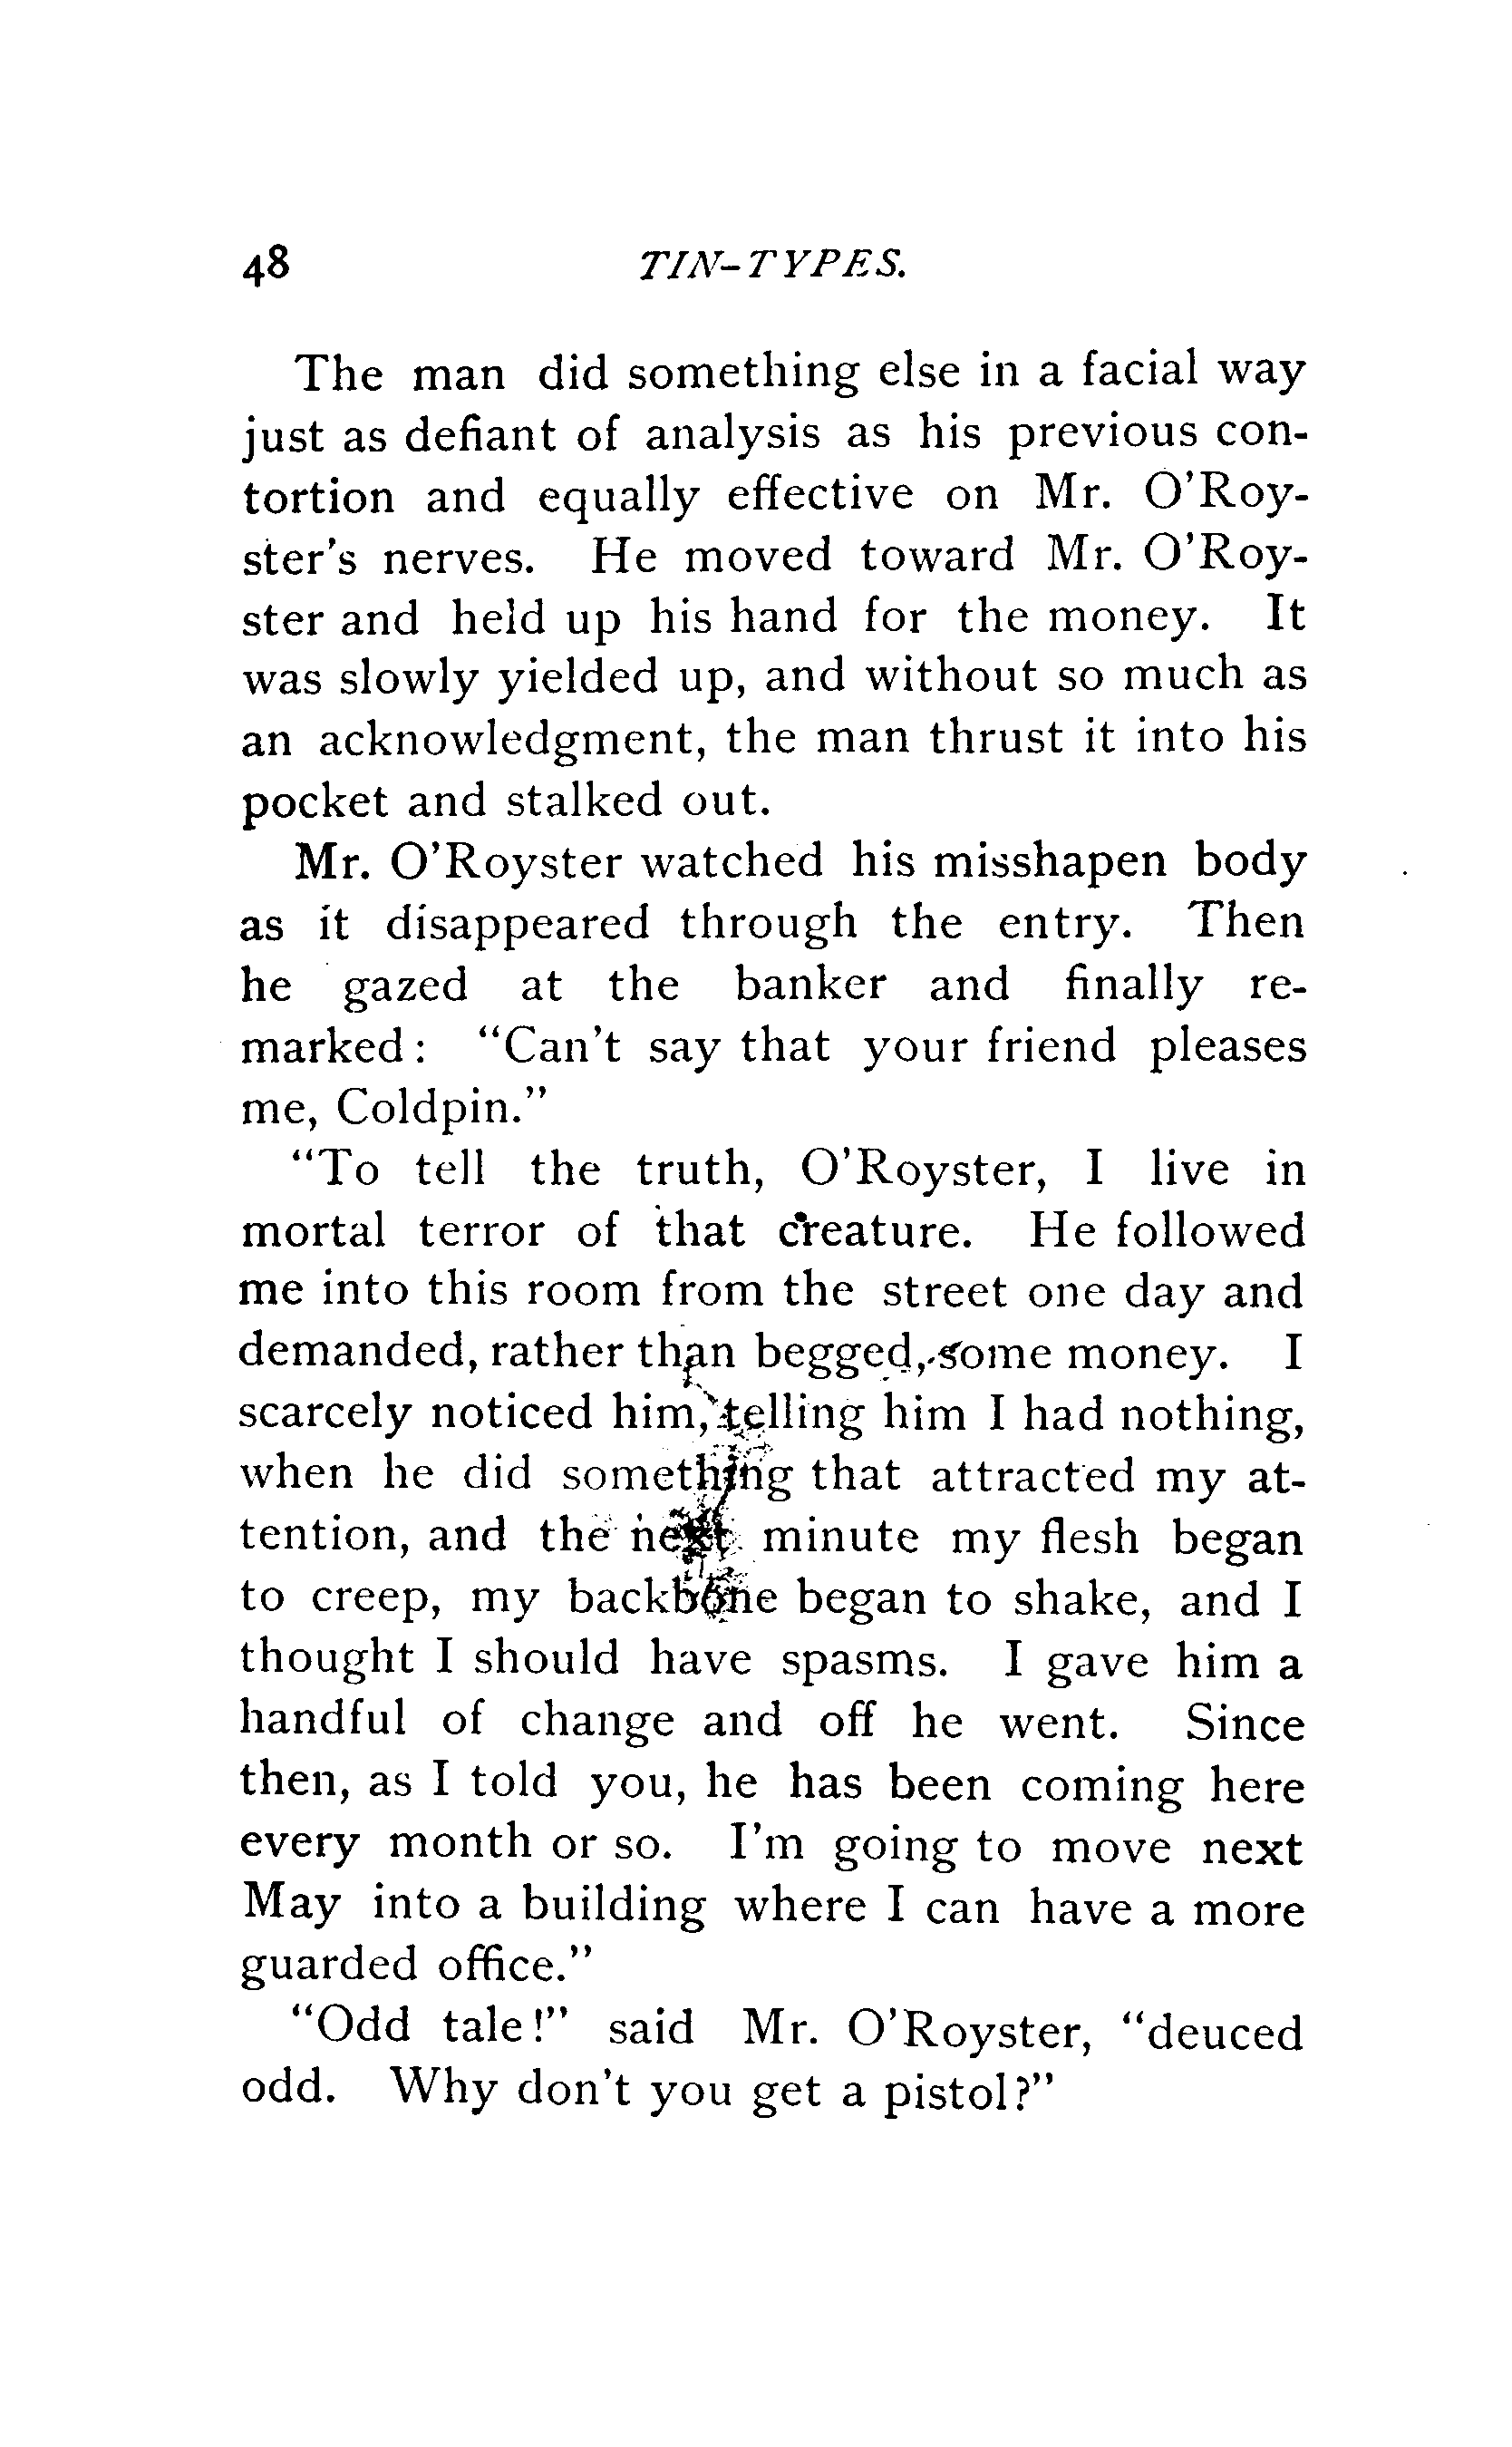 48 TIN-TYPES.
The man did something else in a facial way
just as defiant of analysis as his previous con-
tortion and equally effective on Mr. O'Roy-
ster's nerves. He moved toward Mr. O'Roy-
ster and held up his hand for the money. It
was slowly yielded up, and without so much as
an acknowledgment, the man thrust it into his
pocket and stalked out.
Mr. O'Royster watched his misshapen body
as it disappeared through the entry. Then
he gazed at the banker and finally re-
marked: "Can't say that your friend pleases
me, Coldpin."
"To tell the truth, O'Royster, I live in
mortal terror of that creature. He followed
me into this room from the street one day and
demanded, rather than begged, some money. I
scarcely noticed him, telling him I had nothing,
when he did something that attracted my at-
tention, and the next minute my flesh began
to creep, my backbone began to shake, and I
thought I should have spasms. I gave him a
handful of change and off he went. Since
then, as I told you, he has been coming here
every month or so. I'm going to move next
May into a building where I can have a more
guarded office."
"Odd tale!" said Mr. O'Royster, "deuced
odd. Why don't you get a pistol?"